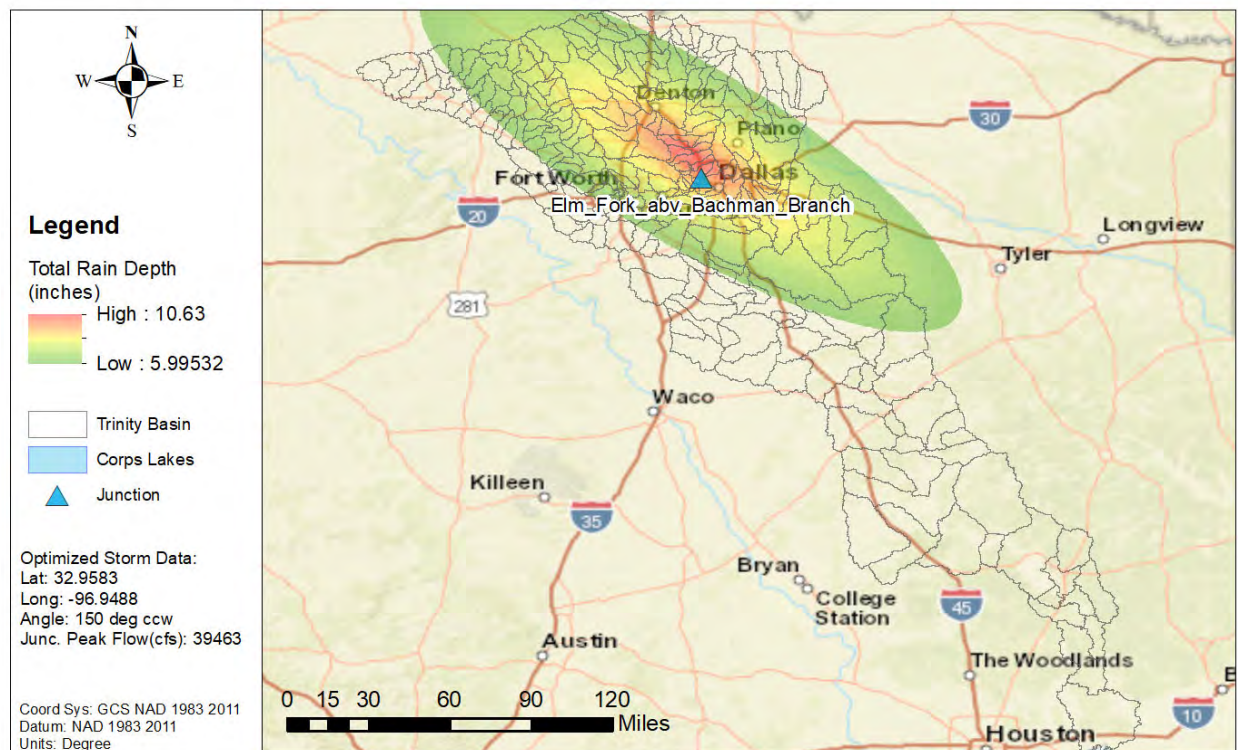 N
W
E
S
Legend
Total Rain Depth
(inches)
High : 10.63
Low : 5.99532
Trinity Basin
Corps Lakes
Junction
Optimized Storm Data:
Lat: 32.9583
Long: -96.9488
Angle: 150 deg ccw
Junc. Peak Flow(cfs): 39463
Coord Sys: GCS NAD 1983 2011
Datum: NAD 1983 2011
Units: Degree
Denton
Plano
30
Dallas
Fort Worth
20
Elm_Fork_abv_Bachman_Branch
Longview
Tyler
281
Waco
Killeen
35
Bryan
College
Station
45
Austin
The Woodlands
10
Houston
0 15 30 60 90 120
Miles